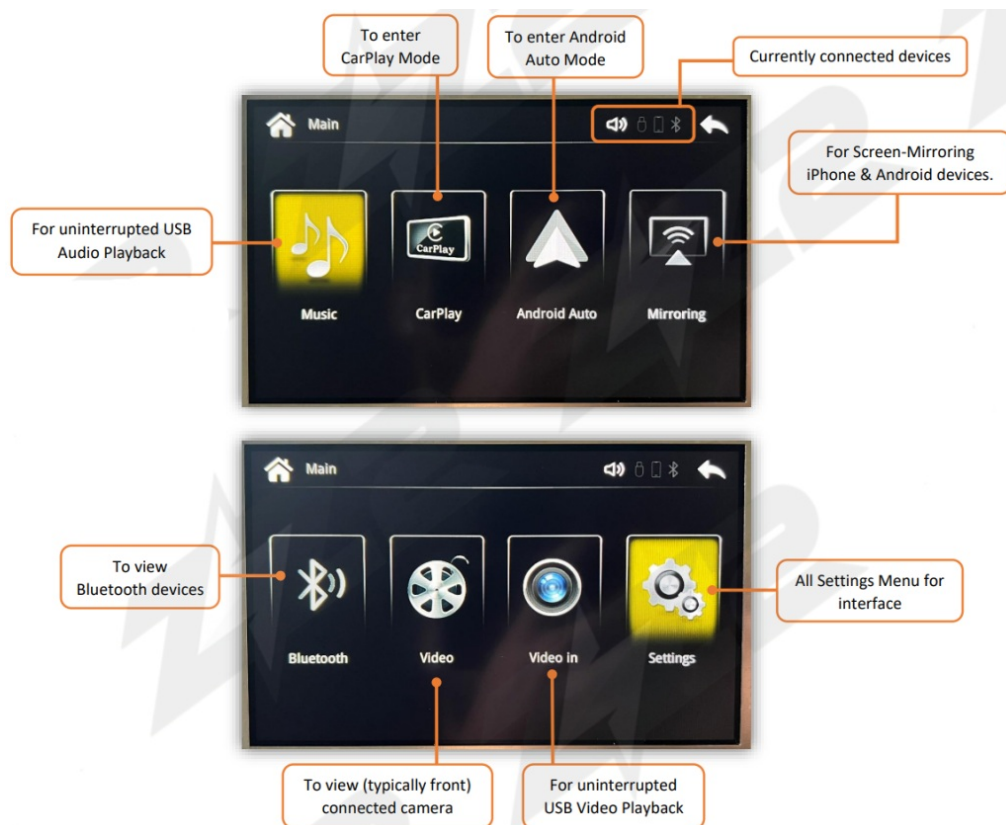 To enter
CarPlay Mode
To enter Android
Auto Mode
Currently connected devices
Main
For Screen-Mirroring
iPhone & Android devices.
For uninterrupted USB
Audio Playback
CarPlay
Music
CarPlay
Android Auto
Mirroring
Main
To view
Bluetooth devices
All Settings Menu for
interface
Bluetooth
Video
Video in
Settings
To view (typically front)
connected camera
For uninterrupted
USB Video Playback